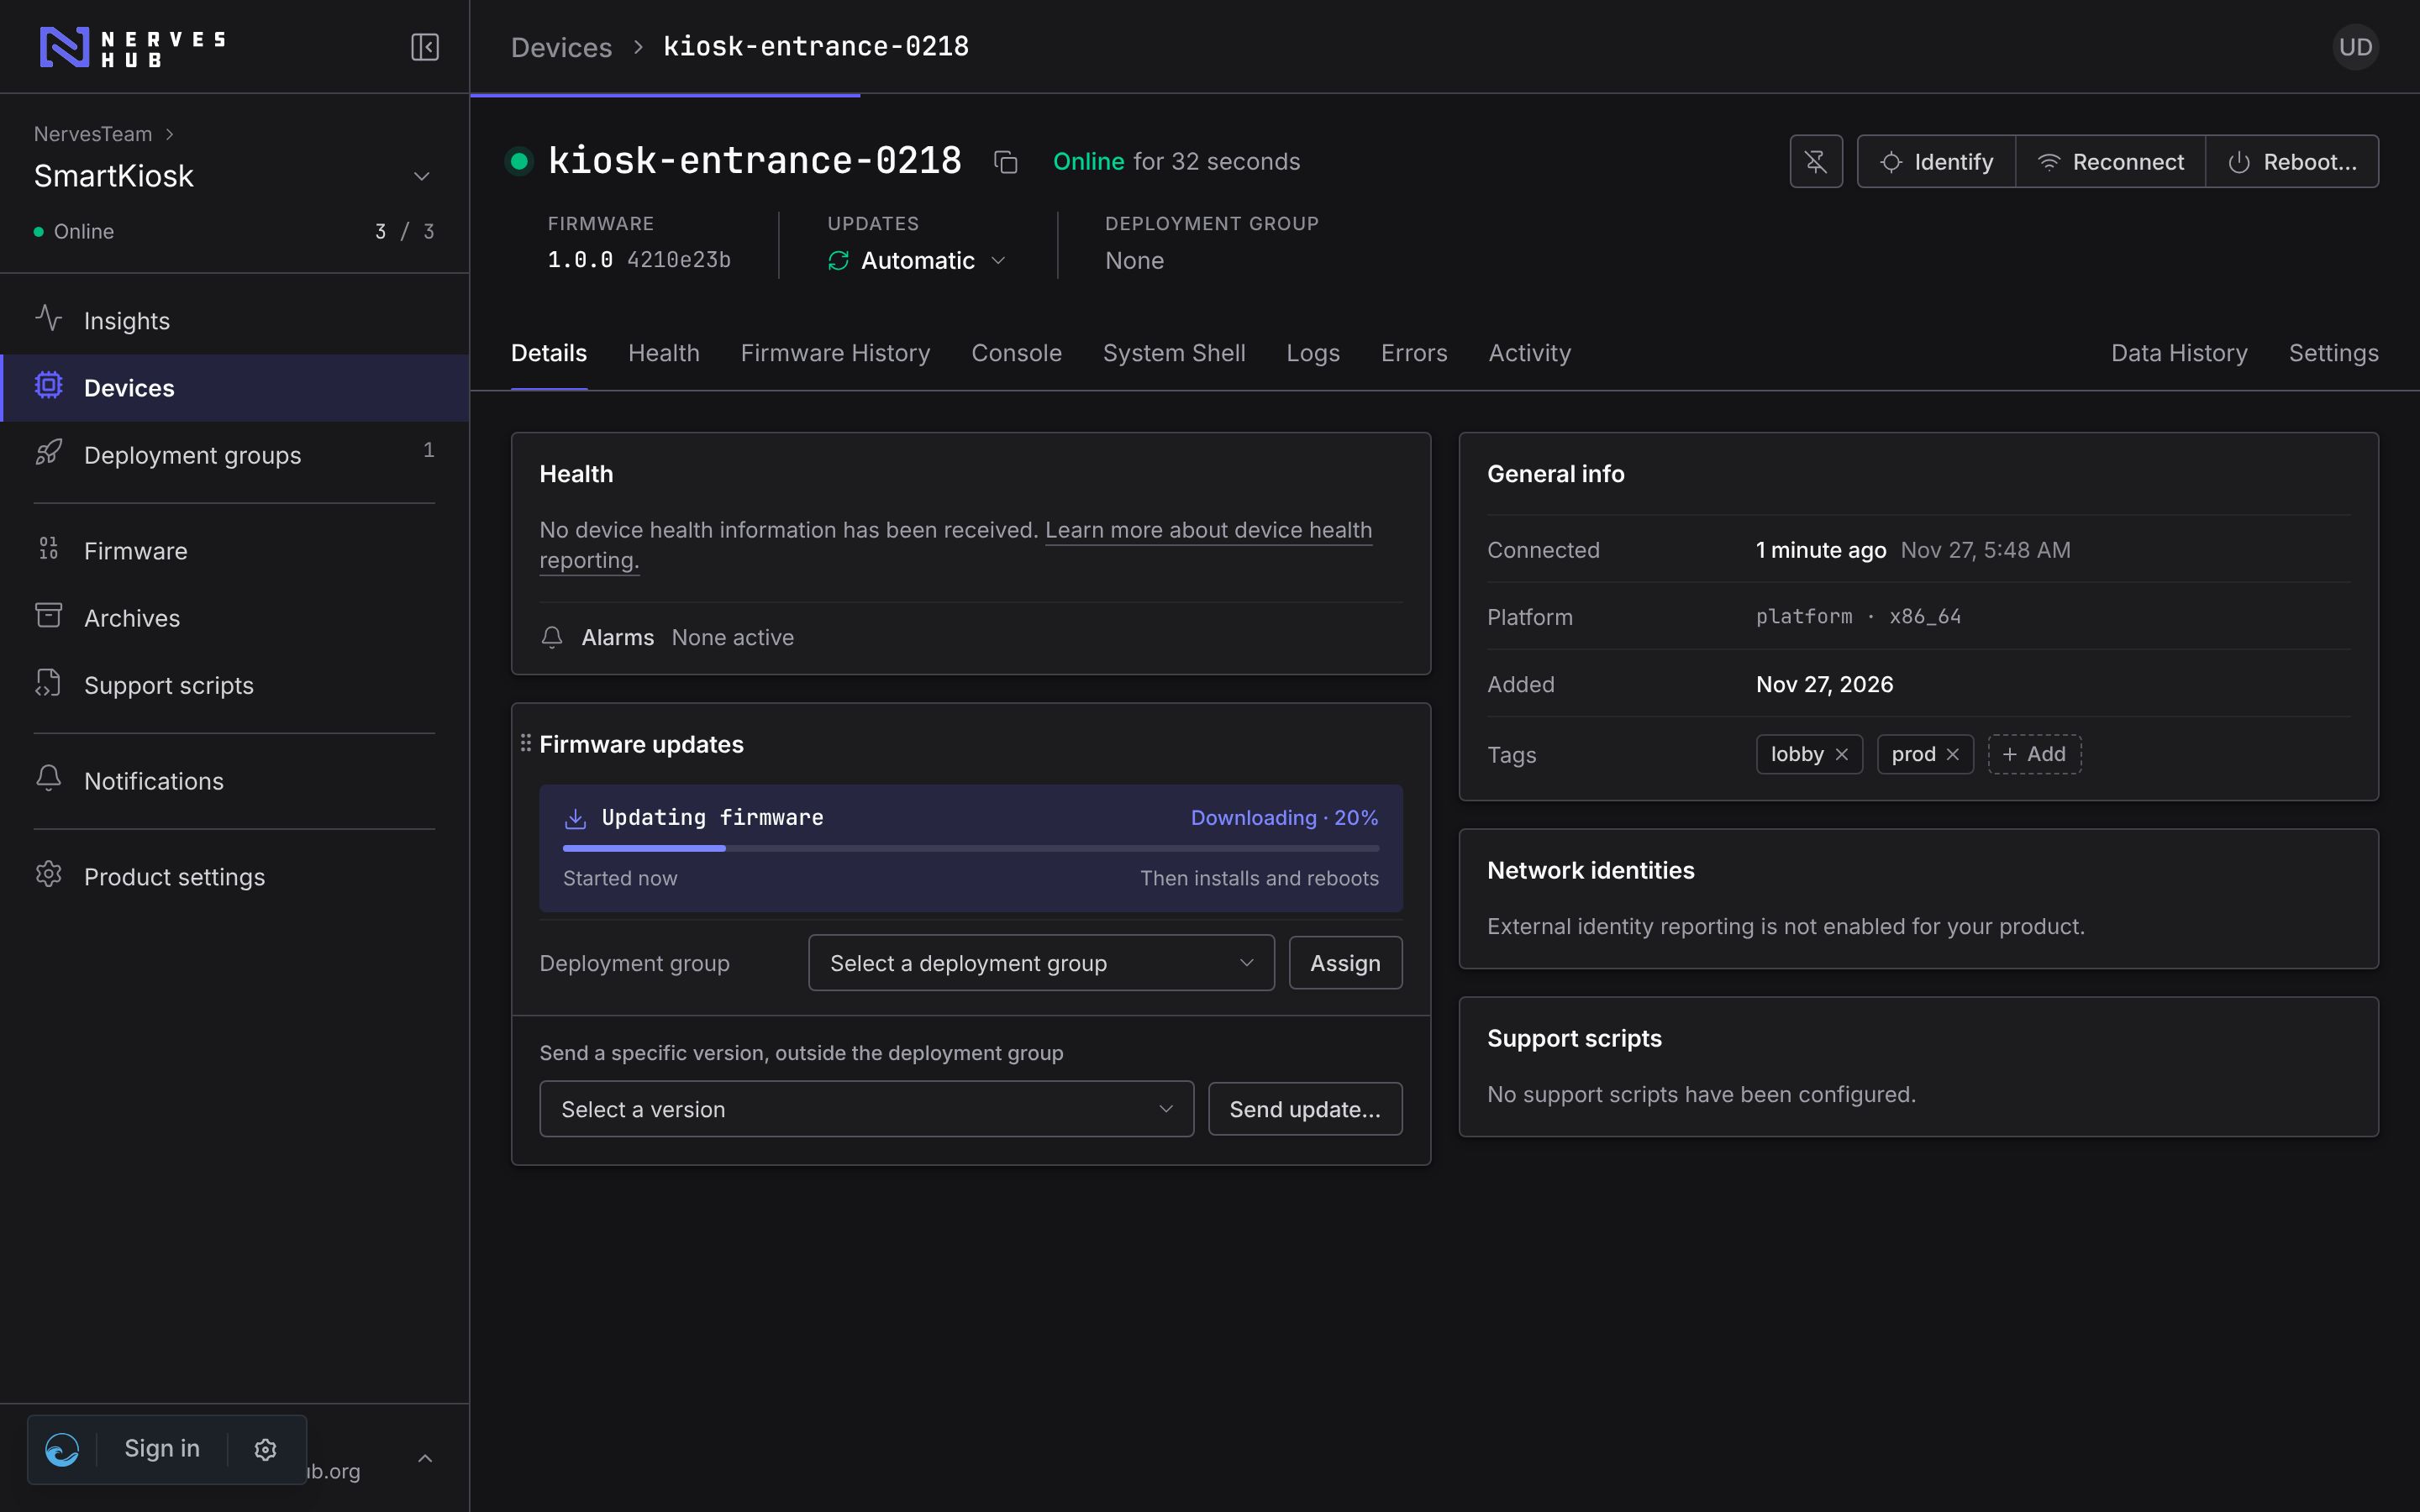 NERVES
HUB
Devices > kiosk-entrance-0218
UD
NervesTeam >
SmartKiosk
Online 3 / 3
Insights
Devices
Deployment groups 1
Firmware
Archives
Support scripts
Notifications
Product settings
Sign in
ub.org
kiosk-entrance-0218 Online for 32 seconds
Identify Reconnect Reboot...
FIRMWARE UPDATES DEPLOYMENT GROUP
1.0.0 4210e23b Automatic None
Details Health Firmware History Console System Shell Logs Errors Activity Data History Settings
Health
No device health information has been received. Learn more about device health
reporting.
Alarms None active
Firmware updates
Updating firmware Downloading · 20%
Started now Then installs and reboots
Deployment group Select a deployment group Assign
Send a specific version, outside the deployment group
Select a version Send update...
General info
Connected 1 minute ago Nov 27, 5:48 AM
Platform platform · x86_64
Added Nov 27, 2026
Tags lobby × prod × + Add
Network identities
External identity reporting is not enabled for your product.
Support scripts
No support scripts have been configured.